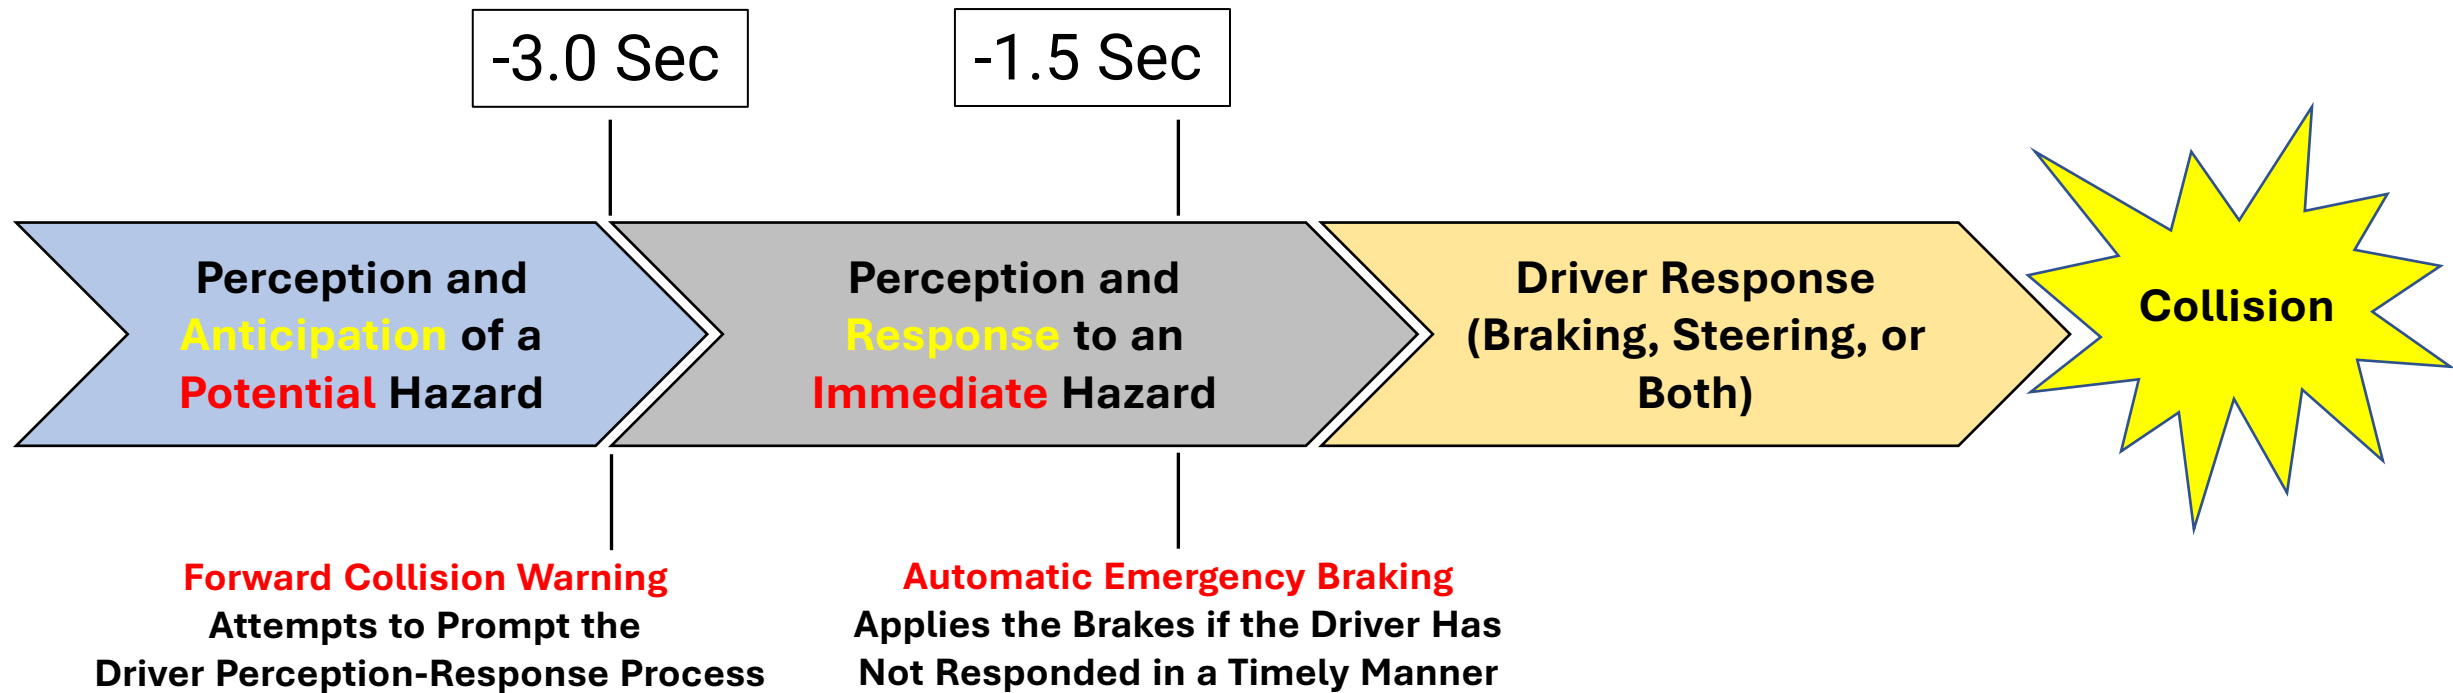 -3.0 Sec
-1.5 Sec
Perception and
Anticipation of a
Potential Hazard
Perception and
Response to an
Immediate Hazard
Driver Response
(Braking, Steering, or
Both)
Collision
Forward Collision Warning
Attempts to Prompt the
Driver Perception-Response Process
Automatic Emergency Braking
Applies the Brakes if the Driver Has
Not Responded in a Timely Manner